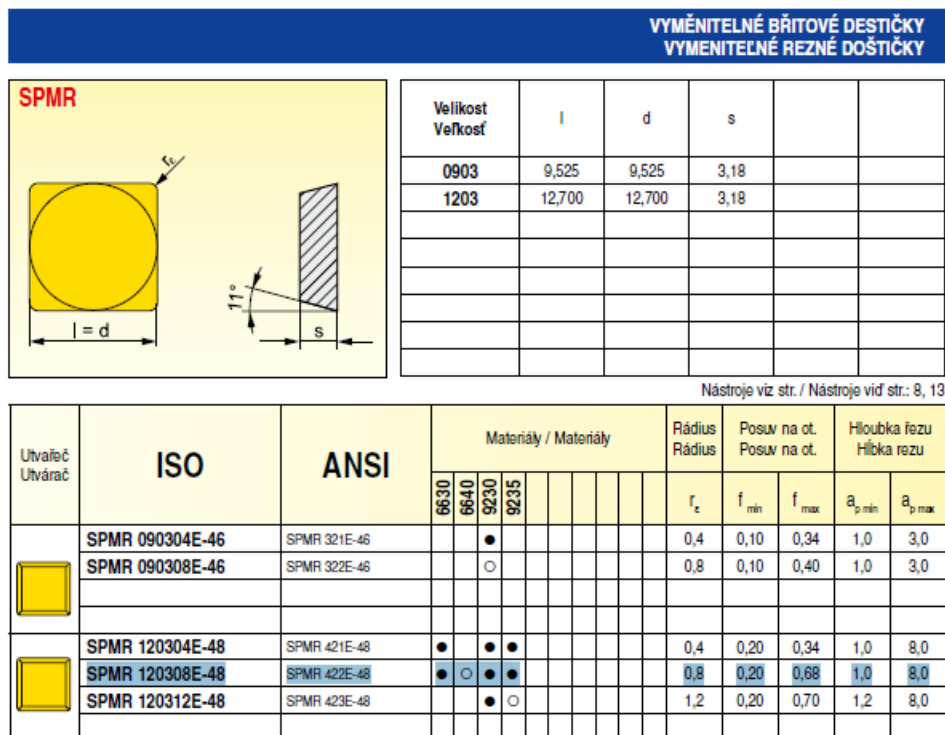 VYMĚNITELNÉ BŘITOVÉ DESTIČKY
VYMENITEĽNÉ REZNÉ DOŠTIČKY
SPMR
rε
11°
l = d
s
Velikost
Veľkosť
l d s
0903 9,525 9,525 3,18
1203 12,700 12,700 3,18
Nástroje viz str. / Nástroje viď str.: 8, 13
Utvařeč
Utvárač
ISO
ANSI
Materiály / Materiály
Rádius
Rádius
Posuv na ot.
Posuv na ot.
Hloubka řezu
Hĺbka rezu
6630 6640 9230 9235 rε f min f max ap min ap max
SPMR 090304E-46 SPMR 321E-46 ● 0,4 0,10 0,34 1,0 3,0
SPMR 090308E-46 SPMR 322E-46 ○ 0,8 0,10 0,40 1,0 3,0
SPMR 120304E-48 SPMR 421E-48 ● ● ● 0,4 0,20 0,34 1,0 8,0
SPMR 120308E-48 SPMR 422E-48 ● ○ ● ● 0,8 0,20 0,68 1,0 8,0
SPMR 120312E-48 SPMR 423E-48 ● ○ 1,2 0,20 0,70 1,2 8,0